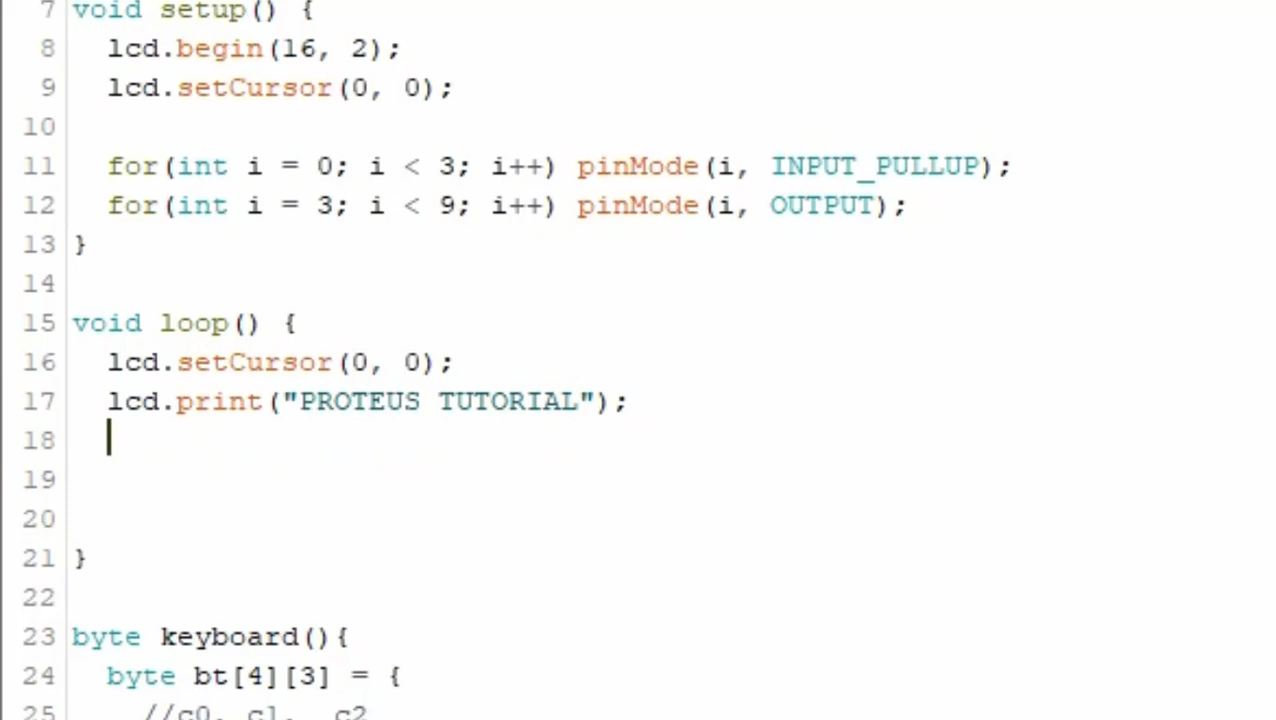 7 void setup() {
8 lcd.begin(16, 2);
9 lcd.setCursor(0, 0);
10
11 for(int i = 0; i < 3; i++) pinMode(i, INPUT_PULLUP);
12 for(int i = 3; i < 9; i++) pinMode(i, OUTPUT);
13 }
14
15 void loop() {
16 lcd.setCursor(0, 0);
17 lcd.print("PROTEUS TUTORIAL");
18
19
20
21 }
22
23 byte keyboard(){
24 byte bt[4][3] = {
25 //c0, c1, c2